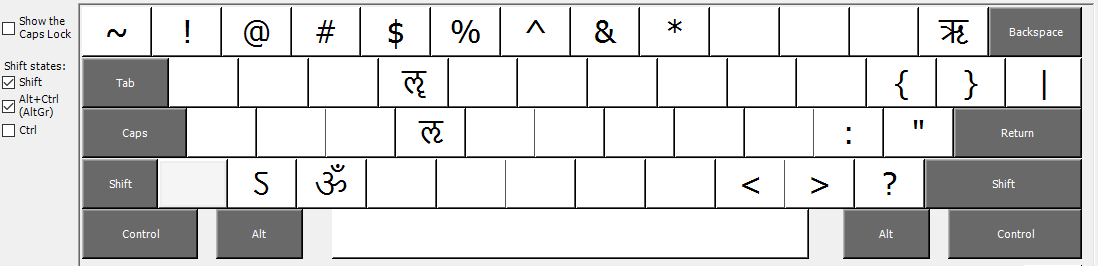 Show the
Caps Lock
~ ! @ # $ % ^ & * ऋ Backspace
Shift states:
Shift
Tab ॡ { } |
Alt+Ctrl
(AltGr)
Ctrl
Caps ऌ : " Return
Shift ऽ ॐ < > ? Shift
Control Alt Alt Control